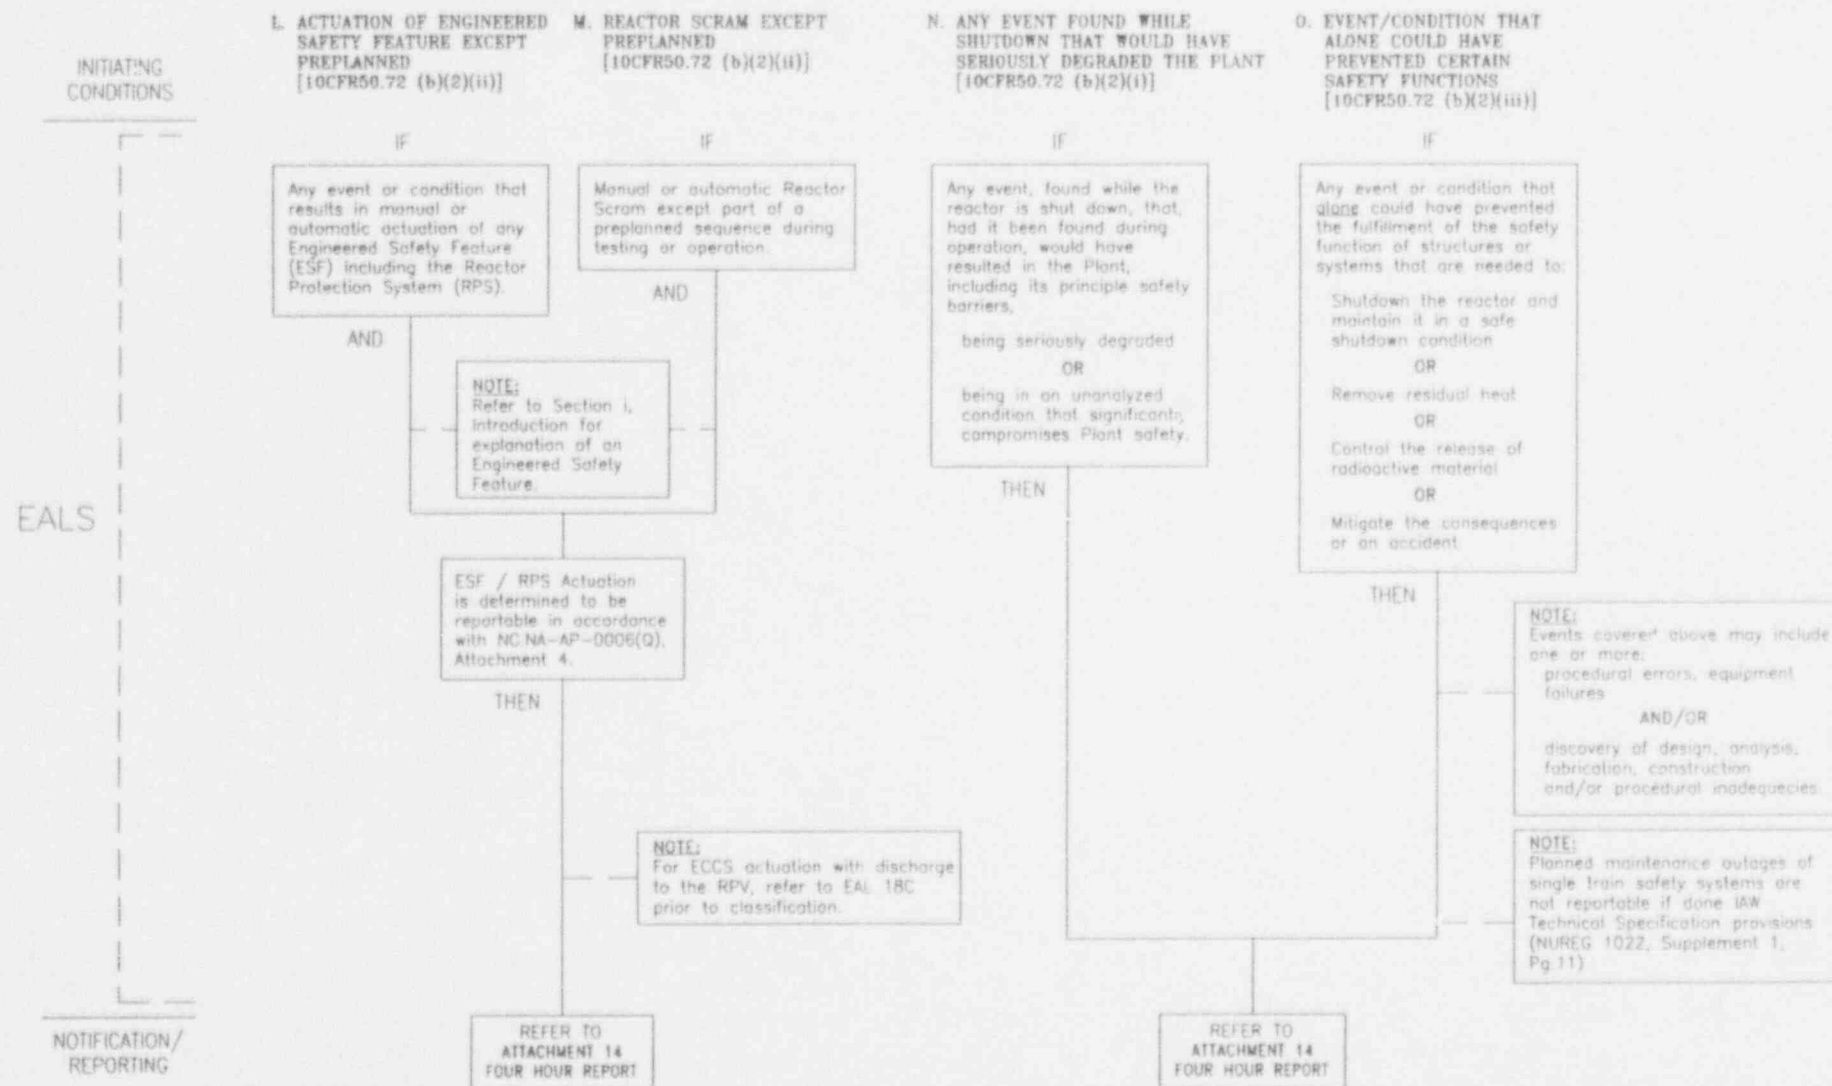 INITIATING
CONDITIONS
L. ACTUATION OF ENGINEERED
SAFETY FEATURE EXCEPT
PREPLANNED
[10CFR50.72 (b)(2)(ii)]
M. REACTOR SCRAM EXCEPT
PREPLANNED
[10CFR50.72 (b)(2)(ii)]
N. ANY EVENT FOUND WHILE
SHUTDOWN THAT WOULD HAVE
SERIOUSLY DEGRADED THE PLANT
[10CFR50.72 (b)(2)(i)]
O. EVENT/CONDITION THAT
ALONE COULD HAVE
PREVENTED CERTAIN
SAFETY FUNCTIONS
[10CFR50.72 (b)(2)(iii)]
EALS
IF
Any event or condition that
results in manual or
automatic actuation of any
Engineered Safety Feature
(ESF) including the Reactor
Protection System (RPS).
AND
IF
Manual or automatic Reactor
Scram except part of a
preplanned sequence during
testing or operation.
AND
NOTE:
Refer to Section i,
Introduction for
explanation of an
Engineered Safety
Feature.
ESF / RPS Actuation
is determined to be
reportable in accordance
with NC.NA-AP-0006(Q),
Attachment 4.
THEN
NOTE:
For ECCS actuation with discharge
to the RPV, refer to EAL 18C
prior to classification.
REFER TO
ATTACHMENT 14
FOUR HOUR REPORT
IF
Any event, found while the
reactor is shut down, that,
had it been found during
operation, would have
resulted in the Plant,
including its principle safety
barriers,
being seriously degraded
OR
being in an unanalyzed
condition that significantly
compromises Plant safety.
THEN
IF
Any event or condition that
alone could have prevented
the fulfillment of the safety
function of structures or
systems that are needed to:
Shutdown the reactor and
maintain it in a safe
shutdown condition
OR
Remove residual heat
OR
Control the release of
radioactive material
OR
Mitigate the consequences
or an accident
THEN
NOTE:
Events covered above may include
one or more:
procedural errors, equipment
failures
AND/OR
discovery of design, analysis,
fabrication, construction
and/or procedural inadequecies
NOTE:
Planned maintenance outages of
single train safety systems are
not reportable if done IAW
Technical Specification provisions
(NUREG 1022, Supplement 1,
Pg.11)
REFER TO
ATTACHMENT 14
FOUR HOUR REPORT
NOTIFICATION/
REPORTING